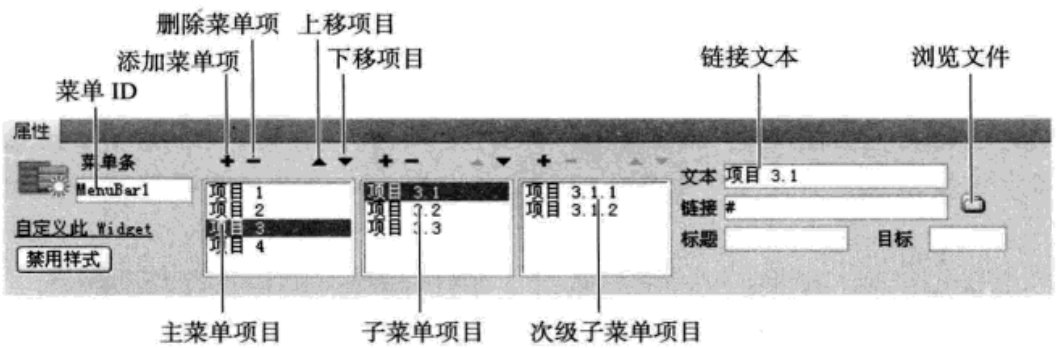 删除菜单项 上移项目
添加菜单项 下移项目 链接文本 浏览文件
菜单 ID
属性
菜单条
MenuBar1
自定义此 Widget
禁用样式
项目 1
项目 2
项目 3
项目 4
项目 3.1
项目 3.2
项目 3.3
项目 3.1.1
项目 3.1.2
文本 项目 3.1
链接 #
标题 目标
主菜单项目 子菜单项目 次级子菜单项目